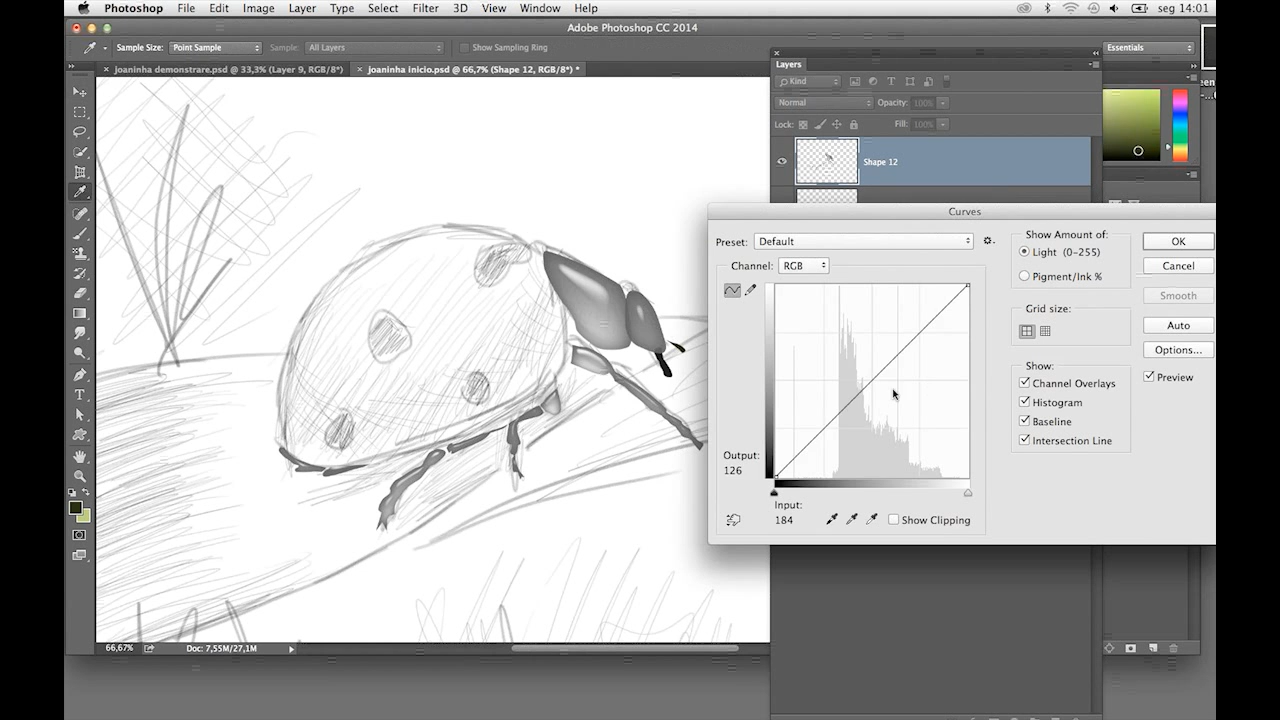 Photoshop File Edit Image Layer Type Select Filter 3D View Window Help seg 14:01
Adobe Photoshop CC 2014
Sample Size: Point Sample Sample: All Layers Show Sampling Ring
Essentials
× Joaninha demonstrare.psd @ 33,3% (Layer 9, RGB/8*)
× Joaninha inicio.psd @ 66,7% (Shape 12, RGB/8*) *
Layers
Kind
Normal Opacity: 100%
Lock: Fill: 100%
Shape 12
Curves
Preset: Default
Channel: RGB
Output:
126
Input:
184
Show Clipping
Show Amount of:
Light (0-255)
Pigment/Ink %
Grid size:
Show:
Channel Overlays
Histogram
Baseline
Intersection Line
OK
Cancel
Smooth
Auto
Options...
Preview
66,67% Doc: 7,55M/27,1M